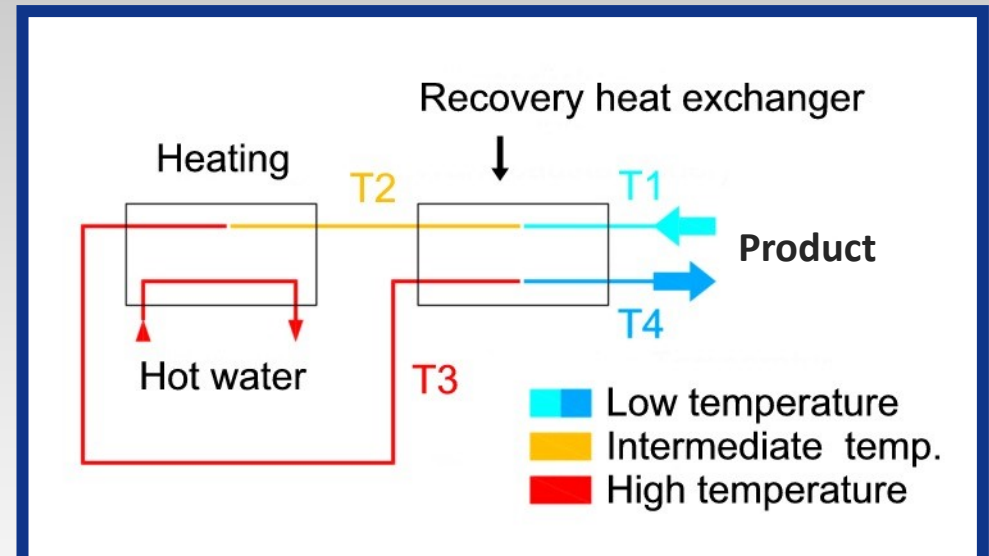 Recovery heat exchanger
Heating
T2
T1
Product
T4
Hot water
T3
Low temperature
Intermediate temp.
High temperature